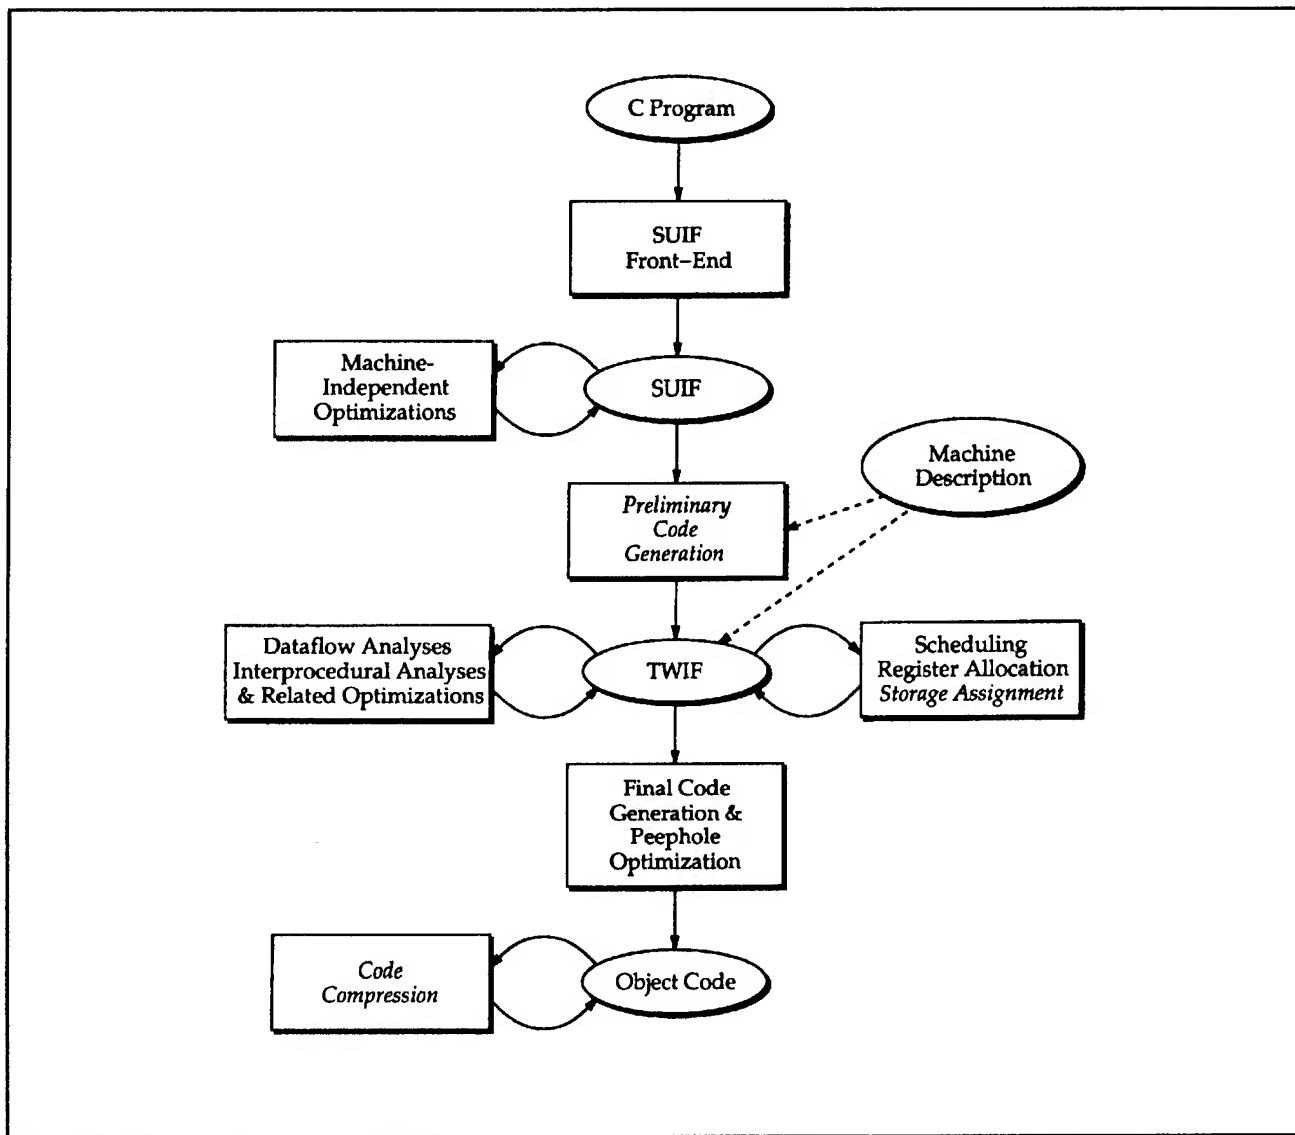 C Program
SUIF
Front-End
Machine-
Independent
Optimizations
SUIF
Machine
Description
Preliminary
Code
Generation
Dataflow Analyses
Interprocedural Analyses
& Related Optimizations
TWIF
Scheduling
Register Allocation
Storage Assignment
Final Code
Generation &
Peephole
Optimization
Code
Compression
Object Code